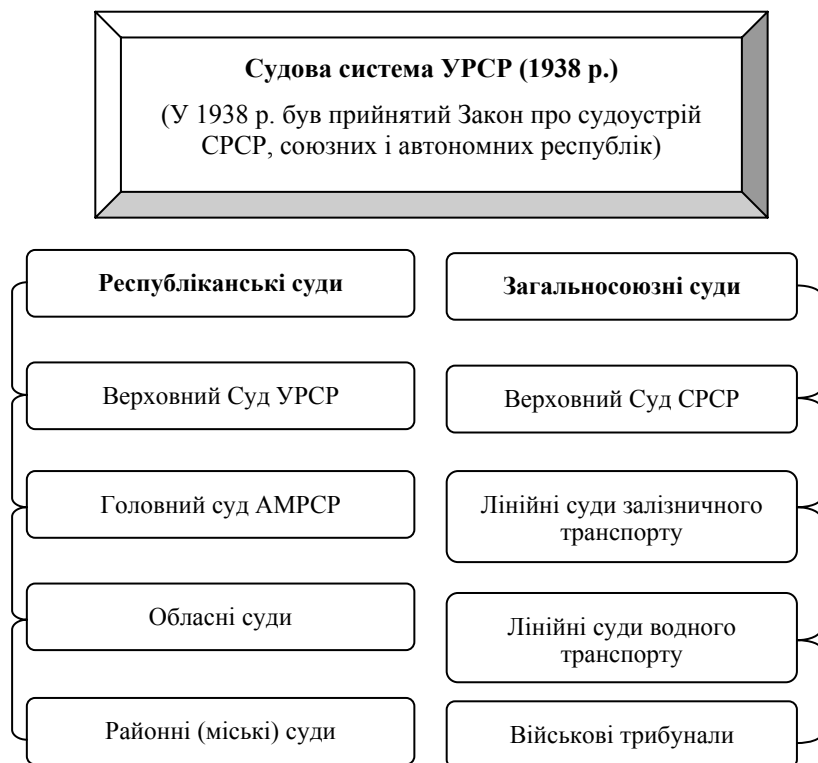 Судова система УРСР (1938 р.)
(У 1938 р. був прийнятий Закон про судоустрій
СРСР, союзних і автономних республік)
Республіканські суди
Верховний Суд УРСР
Головний суд АМРСР
Обласні суди
Районні (міські) суди
Загальносоюзні суди
Верховний Суд СРСР
Лінійні суди залізничного
транспорту
Лінійні суди водного
транспорту
Військові трибунали